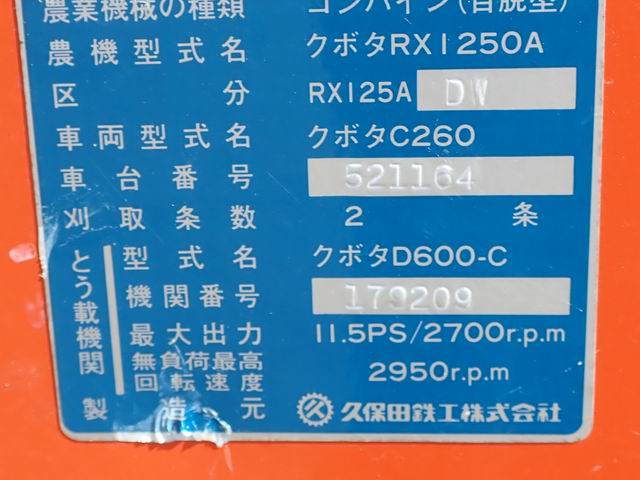 農業機械の種類 コンバイン(自脱型)
農機型式名 クボタRX1250A
区分 RX125A DW
車両型式名 クボタC260
車台番号 521164
刈取条数 2条
とう載機関
型式名 クボタD600-C
機関番号 179209
最大出力 11.5PS/2700r.p.m
無負荷最高回転速度 2950r.p.m
製造元 久保田鉄工株式会社